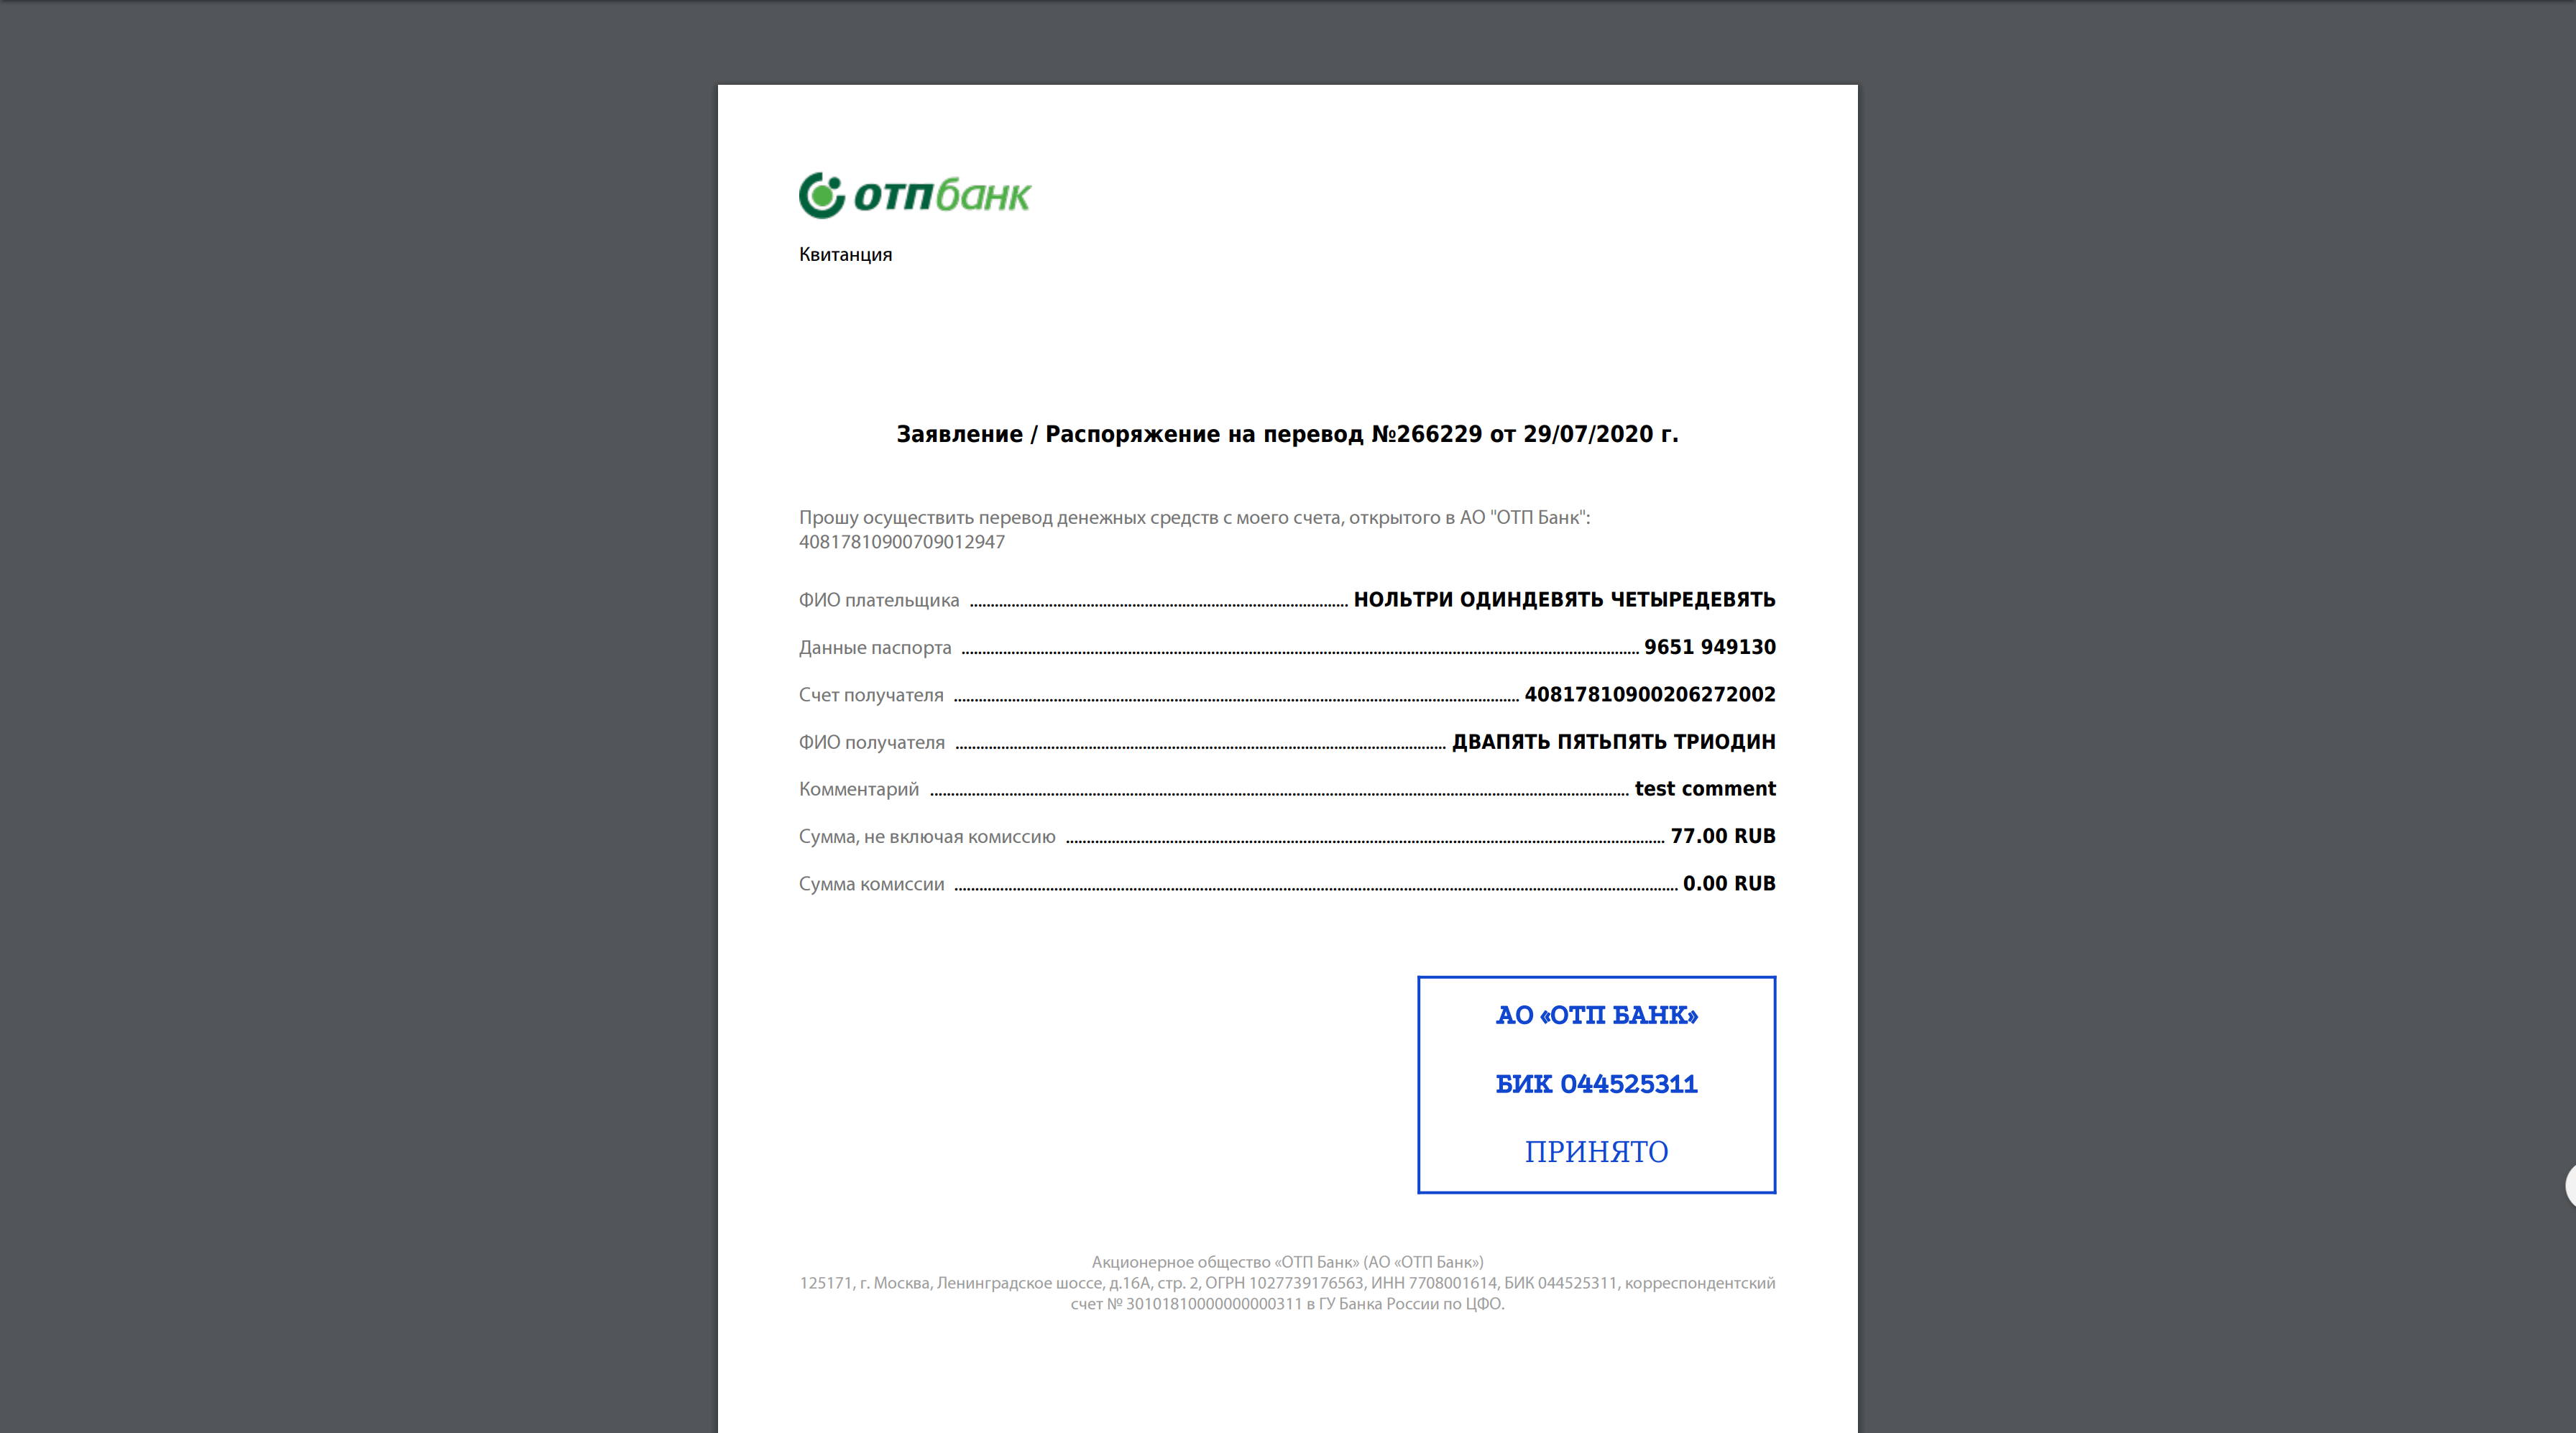 отпбанк
Квитанция
Заявление / Распоряжение на перевод №266229 от 29/07/2020 г.
Прошу осуществить перевод денежных средств с моего счета, открытого в АО "ОТП Банк":
40817810900709012947
ФИО плательщика НОЛЬТРИ ОДИНДЕВЯТЬ ЧЕТЫРЕДЕВЯТЬ
Данные паспорта 9651 949130
Счет получателя 40817810900206272002
ФИО получателя ДВАПЯТЬ ПЯТЬПЯТЬ ТРИОДИН
Комментарий test comment
Сумма, не включая комиссию 77.00 RUB
Сумма комиссии 0.00 RUB
АО «ОТП БАНК»
БИК 044525311
ПРИНЯТО
Акционерное общество «ОТП Банк» (АО «ОТП Банк»)
125171, г. Москва, Ленинградское шоссе, д.16А, стр. 2, ОГРН 1027739176563, ИНН 7708001614, БИК 044525311, корреспондентский
счет № 30101810000000000311 в ГУ Банка России по ЦФО.